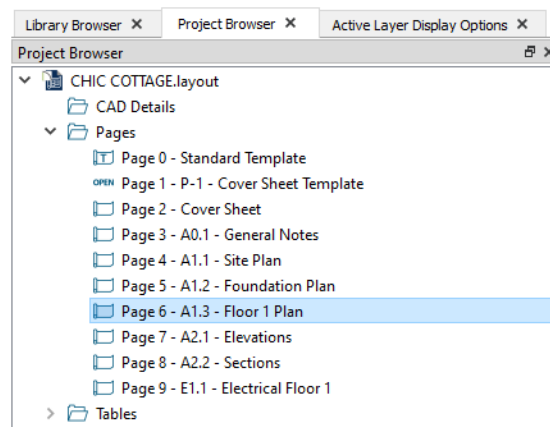 Library Browser Project Browser Active Layer Display Options
Project Browser
CHIC COTTAGE.layout
CAD Details
Pages
T Page 0 - Standard Template
OPEN Page 1 - P-1 - Cover Sheet Template
Page 2 - Cover Sheet
Page 3 - A0.1 - General Notes
Page 4 - A1.1 - Site Plan
Page 5 - A1.2 - Foundation Plan
Page 6 - A1.3 - Floor 1 Plan
Page 7 - A2.1 - Elevations
Page 8 - A2.2 - Sections
Page 9 - E1.1 - Electrical Floor 1
Tables